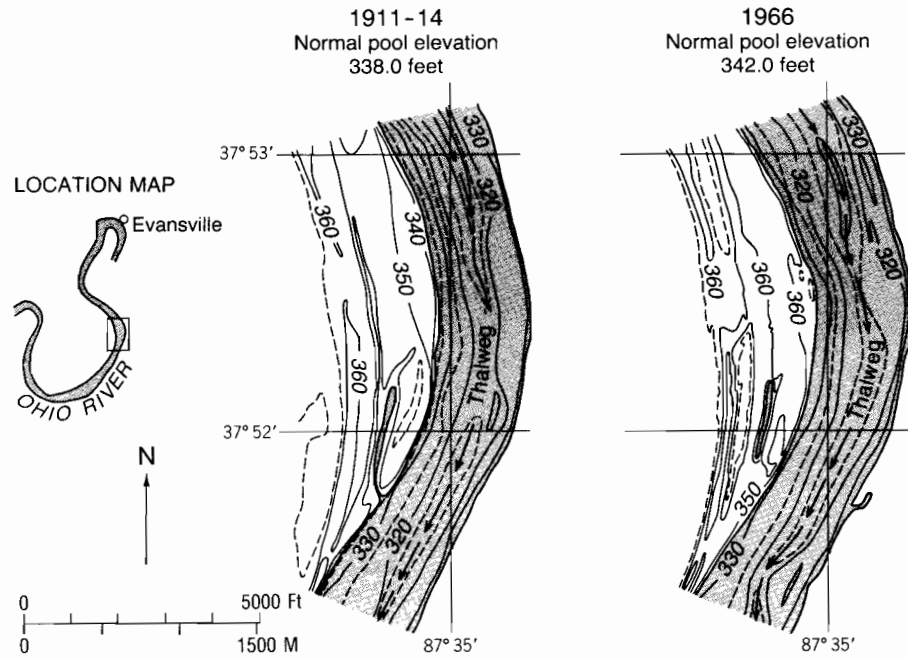 1911-14
Normal pool elevation
338.0 feet
1966
Normal pool elevation
342.0 feet
37° 53'
LOCATION MAP
Evansville
OHIO RIVER
N
0 5000 Ft
0 1500 M
330
320
340
360
350
360
Thalweg
37° 52'
330
320
87° 35'
330
320
320
360
360
360
Thalweg
350
330
87° 35'